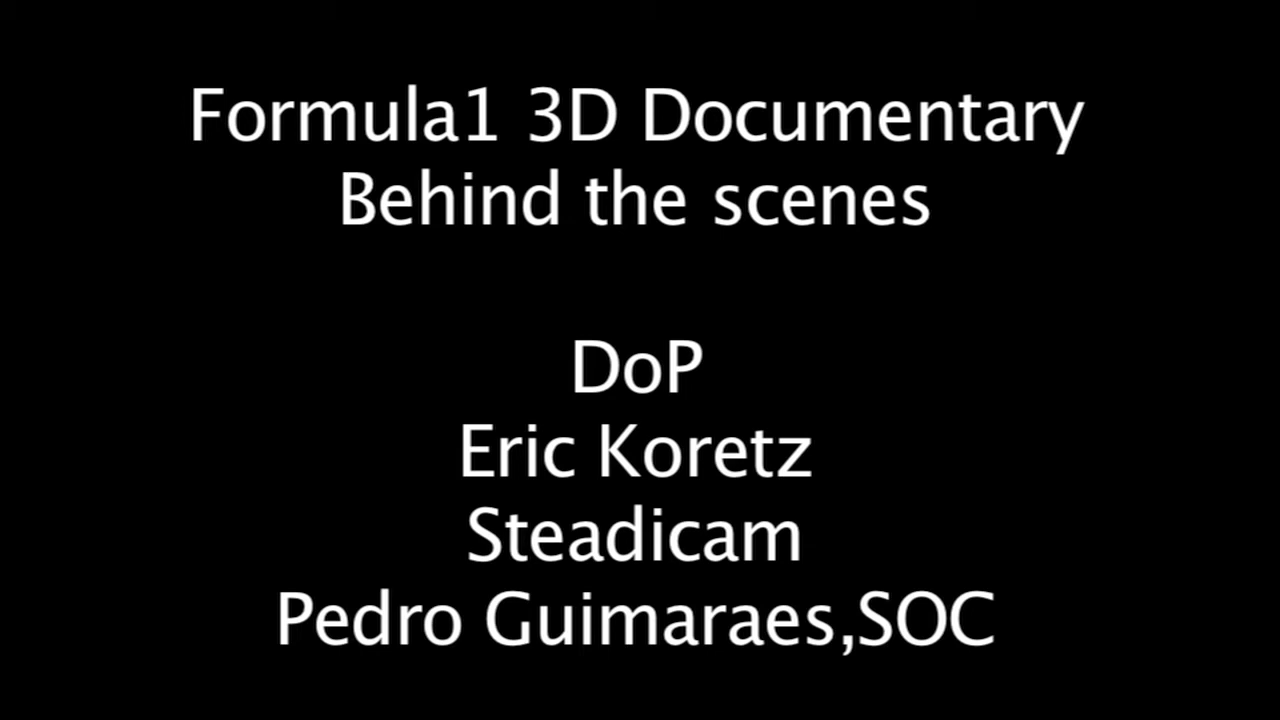 Formula1 3D Documentary
Behind the scenes
DoP
Eric Koretz
Steadicam
Pedro Guimaraes,SOC